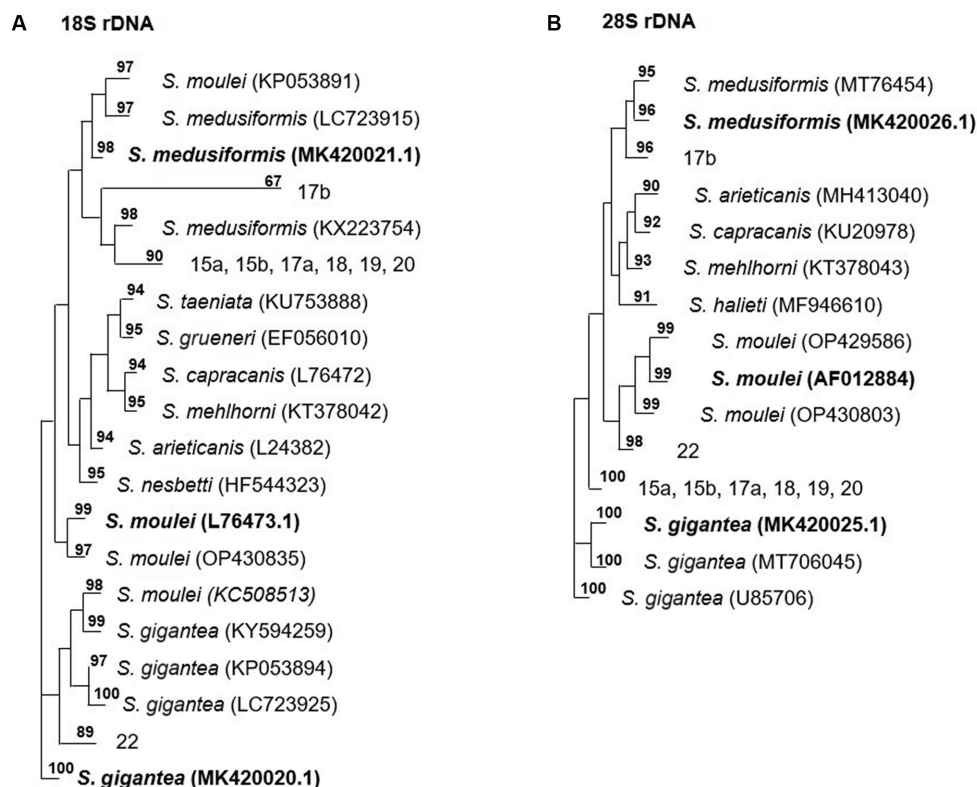 A 18S rDNA
97 S. moulei (KP053891)
97 S. medusiformis (LC723915)
98 S. medusiformis (MK420021.1)
67 17b
98 S. medusiformis (KX223754)
90 15a, 15b, 17a, 18, 19, 20
94 S. taeniata (KU753888)
95 S. grueneri (EF056010)
94 S. capracanis (L76472)
95 S. mehlhorni (KT378042)
94 S. arieticanis (L24382)
95 S. nesbetti (HF544323)
99 S. moulei (L76473.1)
97 S. moulei (OP430835)
98 S. moulei (KC508513)
99 S. gigantea (KY594259)
97 S. gigantea (KP053894)
100 S. gigantea (LC723925)
89 22
100 S. gigantea (MK420020.1)
B 28S rDNA
95 S. medusiformis (MT76454)
96 S. medusiformis (MK420026.1)
96 17b
90 S. arieticanis (MH413040)
92 S. capracanis (KU20978)
93 S. mehlhorni (KT378043)
91 S. halieti (MF946610)
99 S. moulei (OP429586)
99 S. moulei (AF012884)
99 S. moulei (OP430803)
98 22
100 15a, 15b, 17a, 18, 19, 20
100 S. gigantea (MK420025.1)
100 S. gigantea (MT706045)
100 S. gigantea (U85706)